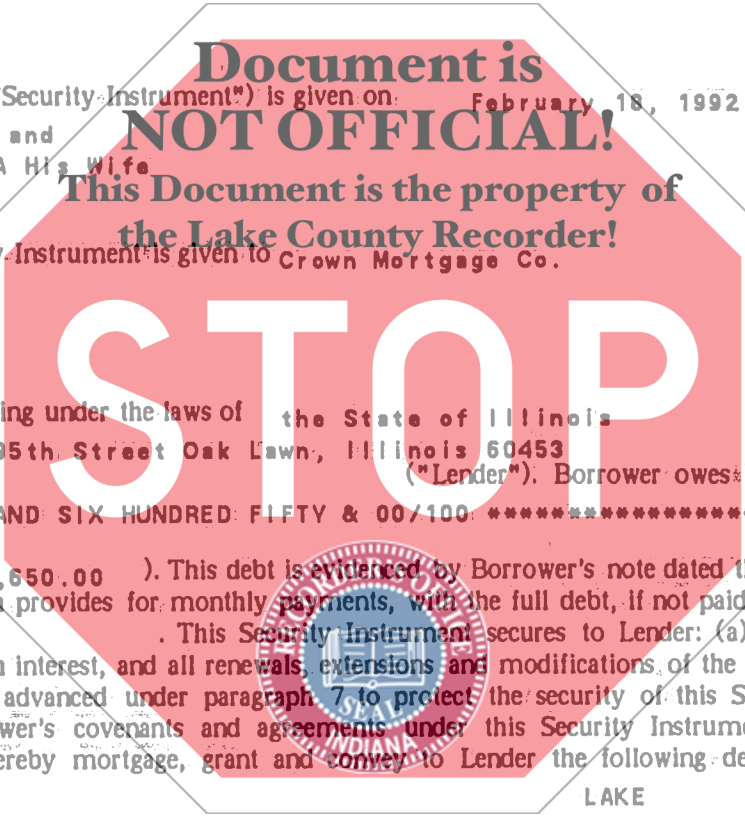 Document is
Security Instrument") is given on February 18, 1992
and
NOT OFFICIAL!
A His Wife
This Document is the property of
the Lake County Recorder!
Instrument is given to Crown Mortgage Co.
STOP
ing under the laws of the State of Illinois
95th Street Oak Lawn, Illinois 60453
("Lender"). Borrower owes
AND SIX HUNDRED FIFTY & 00/100 ****************
,650.00 ). This debt is evidenced by Borrower's note dated
provides for monthly payments, with the full debt, if not paid
. This Security Instrument secures to Lender: (a)
interest, and all renewals, extensions and modifications of the
advanced under paragraph 7 to protect the security of this S
wer's covenants and agreements under this Security Instrume
ereby mortgage, grant and convey to Lender the following de
LAKE
RECORDER'S OFFICE
SEAL
INDIANA